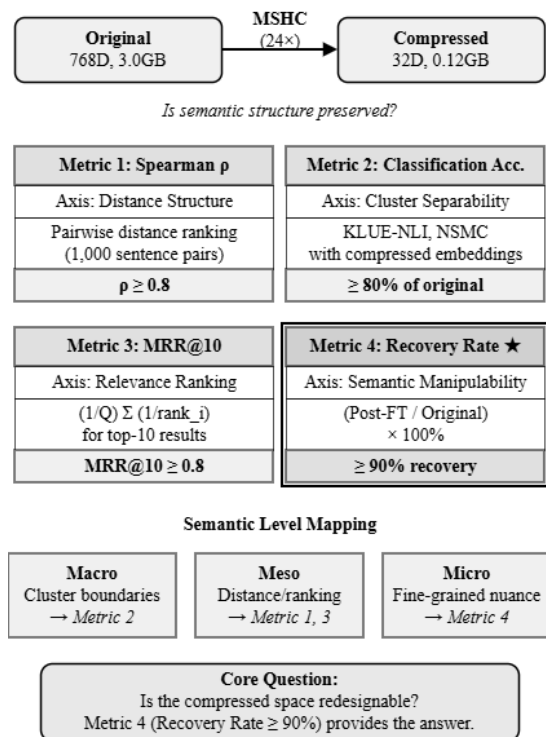 MSHC
Original
768D, 3.0GB
(24×)
Compressed
32D, 0.12GB
Is semantic structure preserved?
Metric 1: Spearman ρ
Axis: Distance Structure
Pairwise distance ranking
(1,000 sentence pairs)
ρ ≥ 0.8
Metric 2: Classification Acc.
Axis: Cluster Separability
KLUE-NLI, NSMC
with compressed embeddings
≥ 80% of original
Metric 3: MRR@10
Axis: Relevance Ranking
(1/Q) Σ (1/rank_i)
for top-10 results
MRR@10 ≥ 0.8
Metric 4: Recovery Rate ★
Axis: Semantic Manipulability
(Post-FT / Original)
× 100%
≥ 90% recovery
Semantic Level Mapping
Macro
Cluster boundaries
→ Metric 2
Meso
Distance/ranking
→ Metric 1, 3
Micro
Fine-grained nuance
→ Metric 4
Core Question:
Is the compressed space redesignable?
Metric 4 (Recovery Rate ≥ 90%) provides the answer.